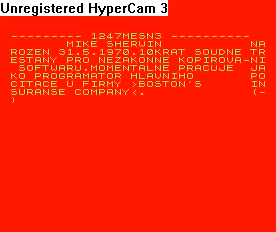 Unregistered HyperCam 3
---------- 1247MESN3 ----------
MIKE SHERWIN NA
ROZEN 31.5.1970.10KRAT SOUDNE TR
ESTANY PRO NEZAKONNE KOPIROVA-NI
SOFTWARU.MOMENTALNE PRACUJE JA
KO PROGRAMATOR HLAVNIHO PO
CITACE U FIRMY >BOSTON'S IN
SURANSE COMPANY<. (-
)